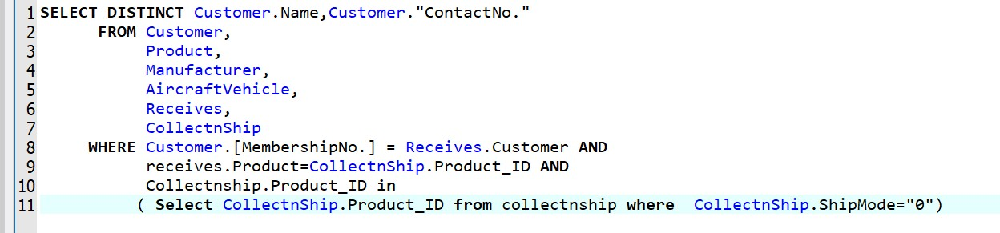 1 SELECT DISTINCT Customer.Name,Customer."ContactNo."
2 FROM Customer,
3 Product,
4 Manufacturer,
5 AircraftVehicle,
6 Receives,
7 CollectnShip
8 WHERE Customer.[MembershipNo.] = Receives.Customer AND
9 receives.Product=CollectnShip.Product_ID AND
10 Collectnship.Product_ID in
11 ( Select CollectnShip.Product_ID from collectnship where  CollectnShip.ShipMode="0")